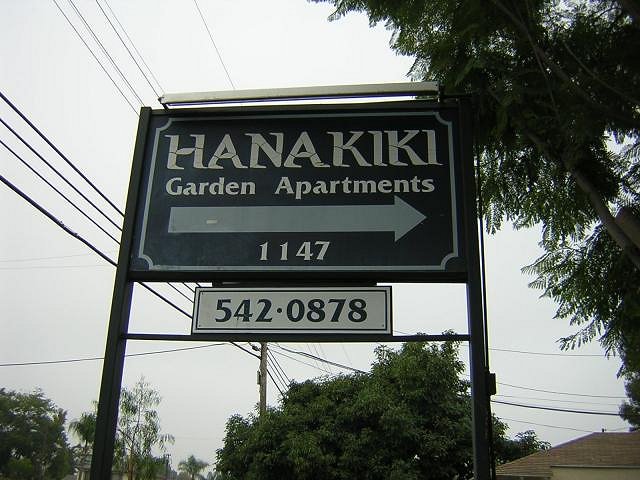 HANAKIKI
Garden Apartments
1147
542·0878